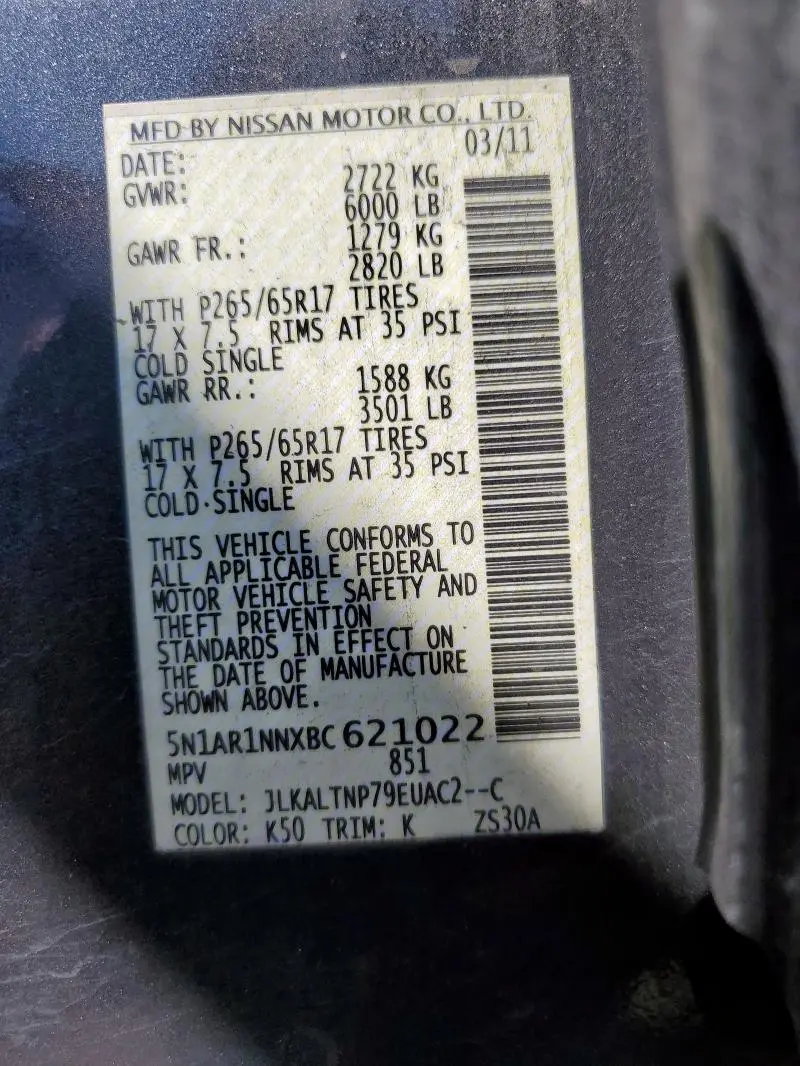 MFD BY NISSAN MOTOR CO., LTD.
DATE: 03/11
GVWR: 2722 KG
6000 LB
GAWR FR.: 1279 KG
2820 LB
WITH P265/65R17 TIRES
17 X 7.5 RIMS AT 35 PSI
COLD SINGLE
GAWR RR.: 1588 KG
3501 LB
WITH P265/65R17 TIRES
17 X 7.5 RIMS AT 35 PSI
COLD SINGLE
THIS VEHICLE CONFORMS TO
ALL APPLICABLE FEDERAL
MOTOR VEHICLE SAFETY AND
THEFT PREVENTION
STANDARDS IN EFFECT ON
THE DATE OF MANUFACTURE
SHOWN ABOVE.
5N1AR1NNXBC621022
MPV 851
MODEL: JLKALTNP79EUAC2--C
COLOR: K50 TRIM: K ZS30A